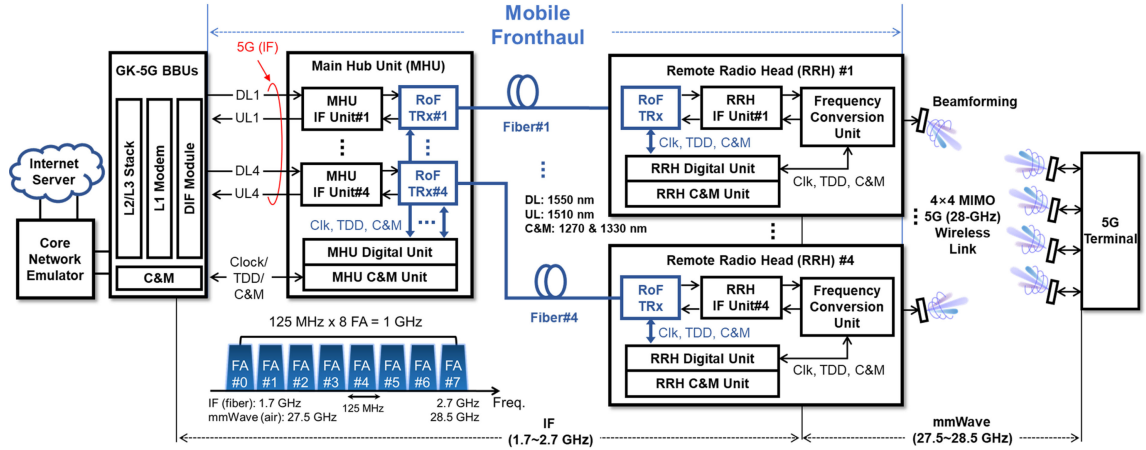 Mobile
Fronthaul
GK-5G BBUs
L2/L3 Stack
L1 Modem
DIF Module
C&M
Internet
Server
Core
Network
Emulator
5G (IF)
DL1
UL1
DL4
UL4
Clock/
TDD/
C&M
Main Hub Unit (MHU)
MHU
IF Unit#1
RoF
TRx#1
MHU
IF Unit#4
RoF
TRx#4
Clk, TDD, C&M
MHU Digital Unit
MHU C&M Unit
Fiber#1
DL: 1550 nm
UL: 1510 nm
C&M: 1270 & 1330 nm
Fiber#4
Remote Radio Head (RRH) #1
RoF
TRx
RRH
IF Unit#1
Frequency
Conversion
Unit
Clk, TDD, C&M
RRH Digital Unit
RRH C&M Unit
Clk, TDD, C&M
Remote Radio Head (RRH) #4
RoF
TRx
RRH
IF Unit#4
Frequency
Conversion
Unit
Clk, TDD, C&M
RRH Digital Unit
RRH C&M Unit
Clk, TDD, C&M
Beamforming
4×4 MIMO
5G (28-GHz)
Wireless
Link
5G
Terminal
125 MHz x 8 FA = 1 GHz
FA
#0
FA
#1
FA
#2
FA
#3
FA
#4
FA
#5
FA
#6
FA
#7
Freq.
IF (fiber): 1.7 GHz
mmWave (air): 27.5 GHz
125 MHz
2.7 GHz
28.5 GHz
IF
(1.7~2.7 GHz)
mmWave
(27.5~28.5 GHz)